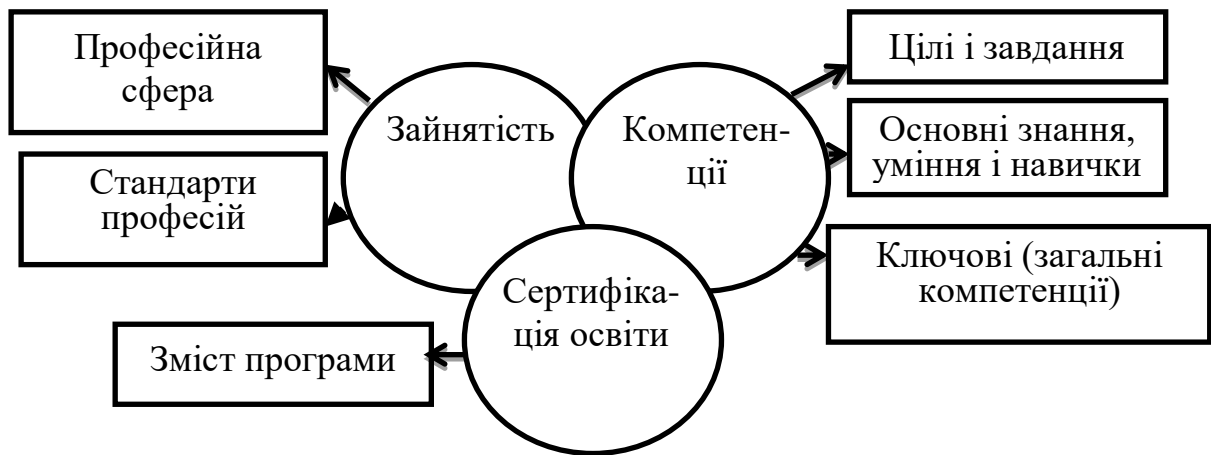 Професійна
сфера
Стандарти
професій
Зміст програми
Зайнятість
Компетен-
ції
Сертифіка-
ція освіти
Цілі і завдання
Основні знання,
уміння і навички
Ключові (загальні
компетенції)